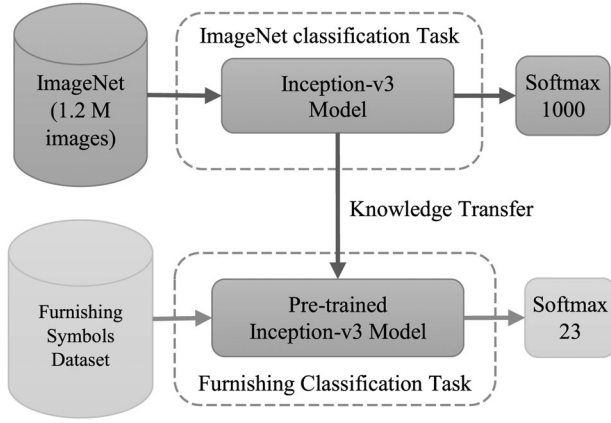 ImageNet classification Task
ImageNet
(1.2 M
images)
Inception-v3
Model
Softmax
1000
Knowledge Transfer
Furnishing
Symbols
Dataset
Pre-trained
Inception-v3 Model
Softmax
23
Furnishing Classification Task